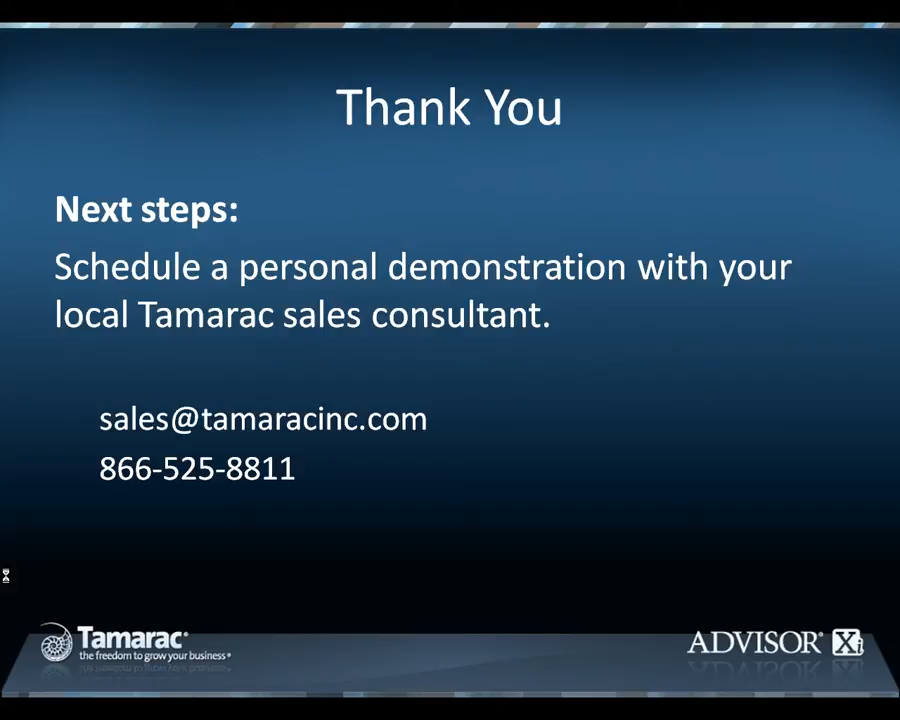 Thank You
Next steps:
Schedule a personal demonstration with your
local Tamarac sales consultant.
sales@tamaracinc.com
866-525-8811
Tamarac®
the freedom to grow your business®
ADVISOR® Xi